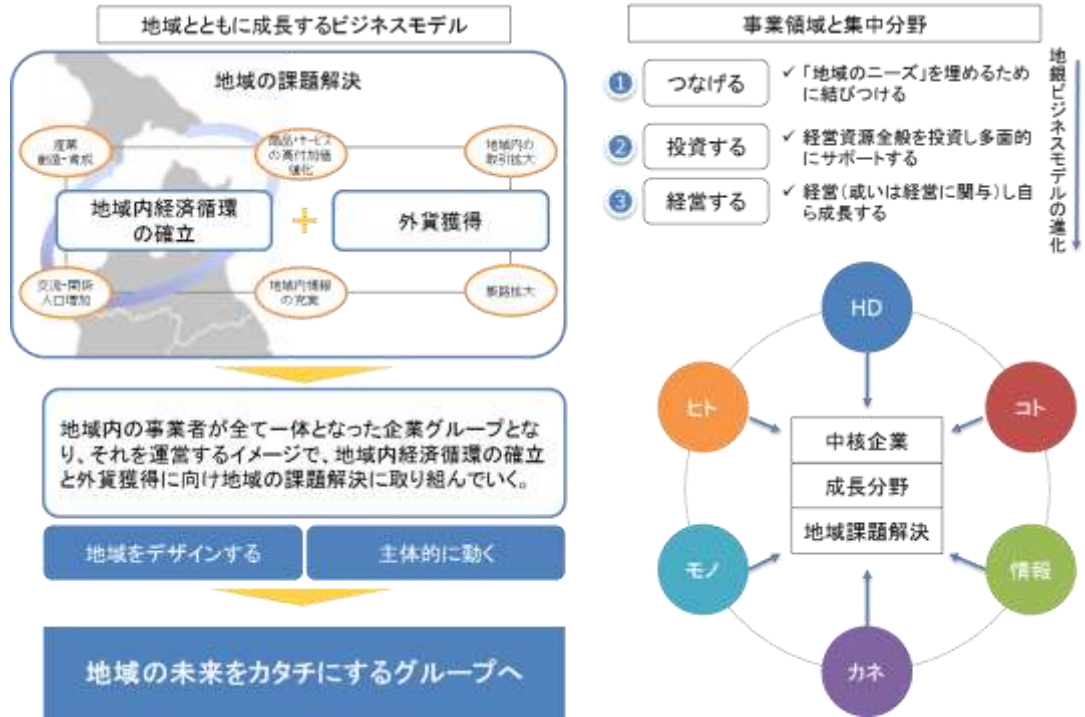 地域とともに成長するビジネスモデル
地域の課題解決
産業
創造・育成
商品・サービス
の高付加価
値化
地域内の
取引拡大
地域内経済循環
の確立
+
外貨獲得
交流・関係
人口増加
地域内情報
の充実
販路拡大
地域内の事業者が全て一体となった企業グループとな
り、それを運営するイメージで、地域内経済循環の確立
と外貨獲得に向け地域の課題解決に取り組んでいく。
地域をデザインする
主体的に動く
地域の未来をカタチにするグループへ
事業領域と集中分野
1
つなげる
✓ 「地域のニーズ」を埋めるため
に結びつける
2
投資する
✓ 経営資源全般を投資し多面的
にサポートする
3
経営する
✓ 経営(或いは経営に関与)し自
ら成長する
地銀ビジネスモデルの進化
HD
ヒト
コト
中核企業
成長分野
地域課題解決
モノ
情報
カネ